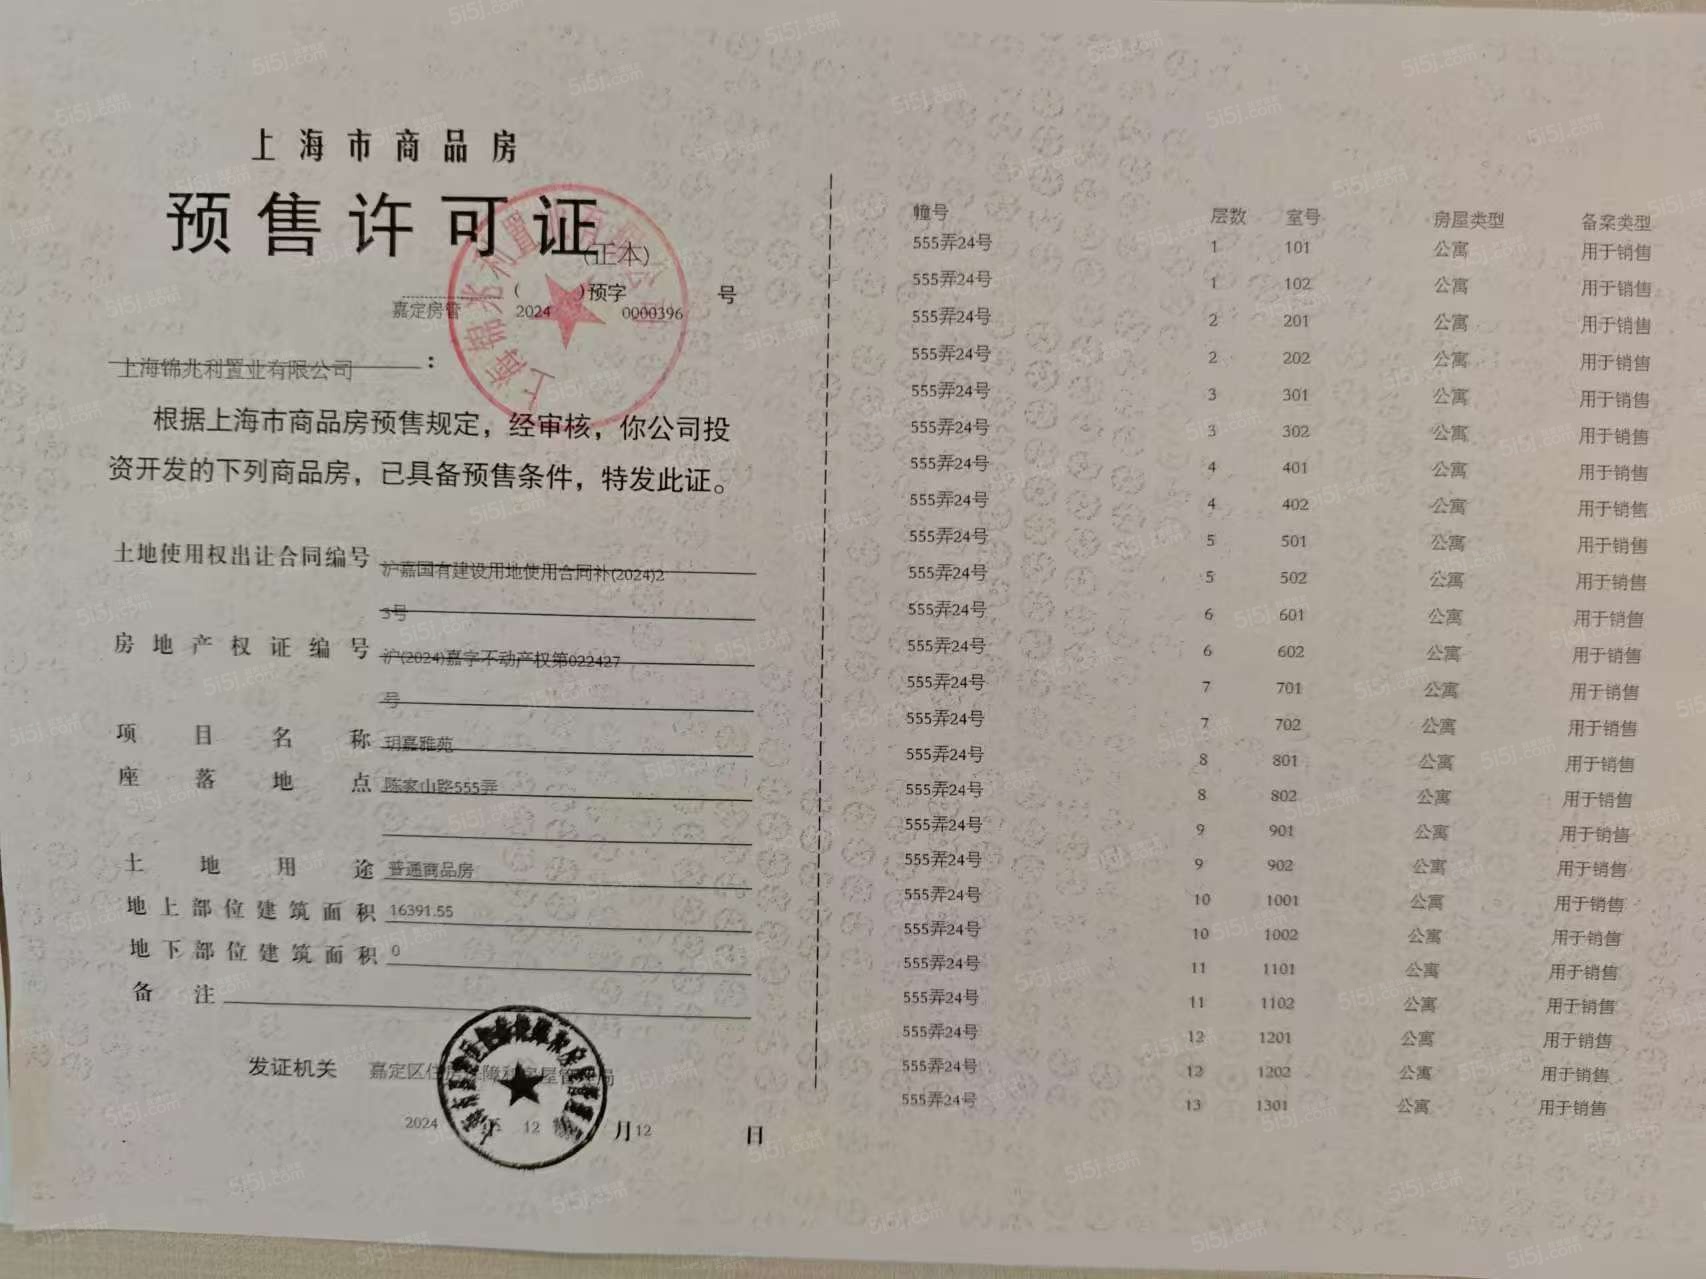 上海市商品房
预售许可证
(正本)
嘉定房管(2024)预字0000396号
上海锦兆利置业有限公司：
根据上海市商品房预售规定，经审核，你公司投
资开发的下列商品房，已具备预售条件，特发此证。
土地使用权出让合同编号 沪嘉国有建设用地使用合同补(2024)2
3号
房地产权证编号 沪(2024)嘉字不动产权第022427
号
项目名称 玥嘉雅苑
座落地点 陈家山路555弄
土地用途 普通商品房
地上部位建筑面积 16391.55
地下部位建筑面积 0
备注
发证机关 嘉定区住房保障和房屋管理局
2024年12月12日
上海锦兆利置业有限公司
幢号 层数 室号 房屋类型 备案类型
555弄24号 1 101 公寓 用于销售
555弄24号 1 102 公寓 用于销售
555弄24号 2 201 公寓 用于销售
555弄24号 2 202 公寓 用于销售
555弄24号 3 301 公寓 用于销售
555弄24号 3 302 公寓 用于销售
555弄24号 4 401 公寓 用于销售
555弄24号 4 402 公寓 用于销售
555弄24号 5 501 公寓 用于销售
555弄24号 5 502 公寓 用于销售
555弄24号 6 601 公寓 用于销售
555弄24号 6 602 公寓 用于销售
555弄24号 7 701 公寓 用于销售
555弄24号 7 702 公寓 用于销售
555弄24号 8 801 公寓 用于销售
555弄24号 8 802 公寓 用于销售
555弄24号 9 901 公寓 用于销售
555弄24号 9 902 公寓 用于销售
555弄24号 10 1001 公寓 用于销售
555弄24号 10 1002 公寓 用于销售
555弄24号 11 1101 公寓 用于销售
555弄24号 11 1102 公寓 用于销售
555弄24号 12 1201 公寓 用于销售
555弄24号 12 1202 公寓 用于销售
555弄24号 13 1301 公寓 用于销售